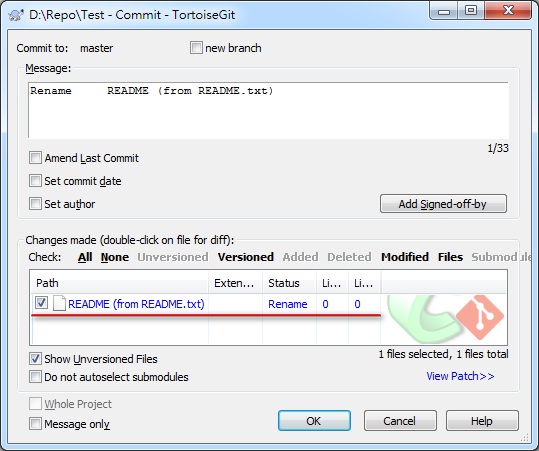 D:\Repo\Test - Commit - TortoiseGit
Commit to: master new branch
Message:
Rename README (from README.txt)
1/33
Amend Last Commit
Set commit date
Set author
Add Signed-off-by
Changes made (double-click on file for diff):
Check: All None Unversioned Versioned Added Deleted Modified Files Submodule
Path Exten... Status Li... Li...
README (from README.txt) Rename 0 0
Show Unversioned Files
1 files selected, 1 files total
Do not autoselect submodules
View Patch>>
Whole Project
Message only
OK Cancel Help